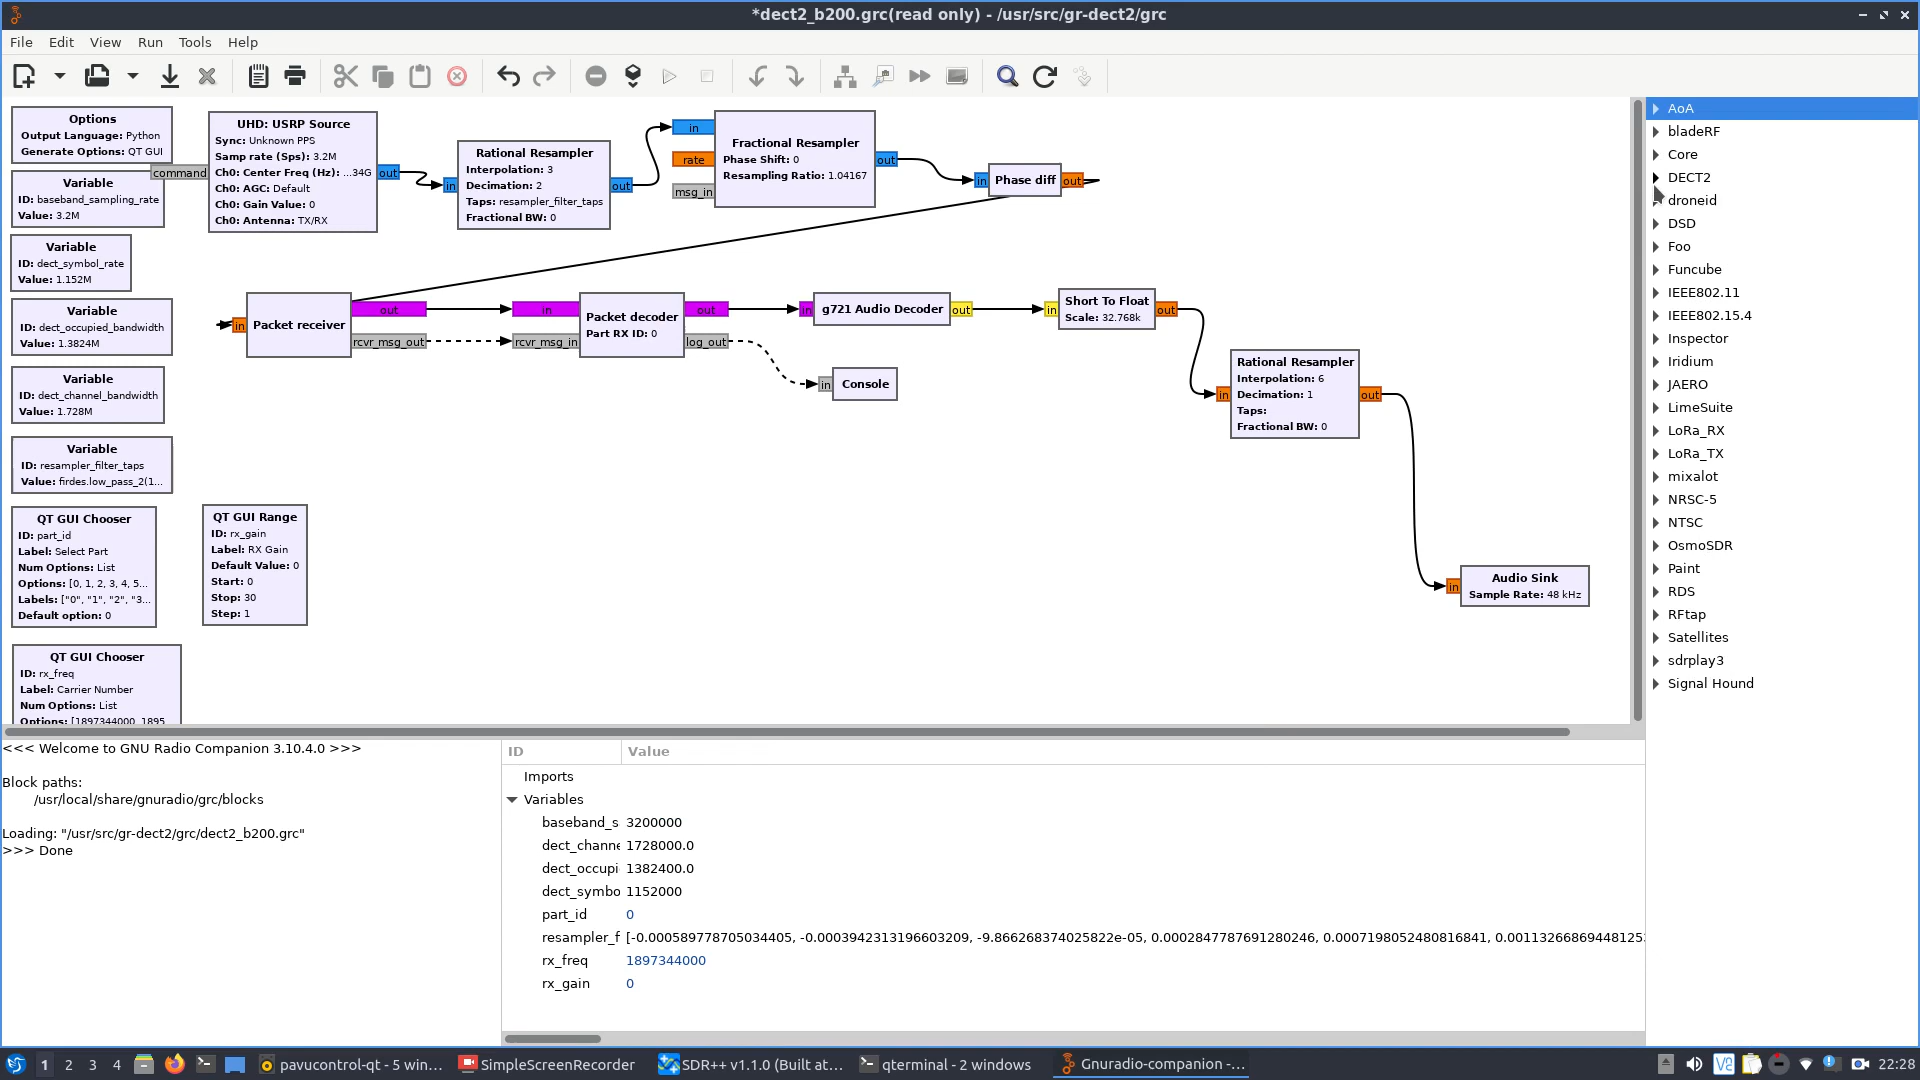 *dect2_b200.grc(read only) - /usr/src/gr-dect2/grc
File Edit View Run Tools Help
Options
Output Language: Python
Generate Options: QT GUI
Variable
ID: baseband_sampling_rate
Value: 3.2M
Variable
ID: dect_symbol_rate
Value: 1.152M
Variable
ID: dect_occupied_bandwidth
Value: 1.3824M
Variable
ID: dect_channel_bandwidth
Value: 1.728M
Variable
ID: resampler_filter_taps
Value: firdes.low_pass_2(1...
QT GUI Chooser
ID: part_id
Label: Select Part
Num Options: List
Options: [0, 1, 2, 3, 4, 5...
Labels: ["0", "1", "2", "3...
Default option: 0
QT GUI Range
ID: rx_gain
Label: RX Gain
Default Value: 0
Start: 0
Stop: 30
Step: 1
QT GUI Chooser
ID: rx_freq
Label: Carrier Number
Num Options: List
Options: [1897344000, 1895
command
UHD: USRP Source
Sync: Unknown PPS
Samp rate (Sps): 3.2M
Ch0: Center Freq (Hz): ...34G
Ch0: AGC: Default
Ch0: Gain Value: 0
Ch0: Antenna: TX/RX
out
in
Rational Resampler
Interpolation: 3
Decimation: 2
Taps: resampler_filter_taps
Fractional BW: 0
out
in
rate
msg_in
Fractional Resampler
Phase Shift: 0
Resampling Ratio: 1.04167
out
in
Phase diff
out
in
Packet receiver
out
rcvr_msg_out
in
rcvr_msg_in
Packet decoder
Part RX ID: 0
out
log_out
in
g721 Audio Decoder
out
in
Console
in
Short To Float
Scale: 32.768k
out
in
Rational Resampler
Interpolation: 6
Decimation: 1
Taps:
Fractional BW: 0
out
in
Audio Sink
Sample Rate: 48 kHz
AoA
bladeRF
Core
DECT2
droneid
DSD
Foo
Funcube
IEEE802.11
IEEE802.15.4
Inspector
Iridium
JAERO
LimeSuite
LoRa_RX
LoRa_TX
mixalot
NRSC-5
NTSC
OsmoSDR
Paint
RDS
RFtap
Satellites
sdrplay3
Signal Hound
<<< Welcome to GNU Radio Companion 3.10.4.0 >>>
Block paths:
/usr/local/share/gnuradio/grc/blocks
Loading: "/usr/src/gr-dect2/grc/dect2_b200.grc"
>>> Done
ID Value
Imports
Variables
baseband_s 3200000
dect_channe 1728000.0
dect_occupi 1382400.0
dect_symbo 1152000
part_id 0
resampler_f [-0.000589778705034405, -0.0003942313196603209, -9.866268374025822e-05, 0.0002847787691280246, 0.0007198052480816841, 0.001132668694481253
rx_freq 1897344000
rx_gain 0
1 2 3 4 pavucontrol-qt - 5 win... SimpleScreenRecorder SDR++ v1.1.0 (Built at... qterminal - 2 windows Gnuradio-companion -... 22:28